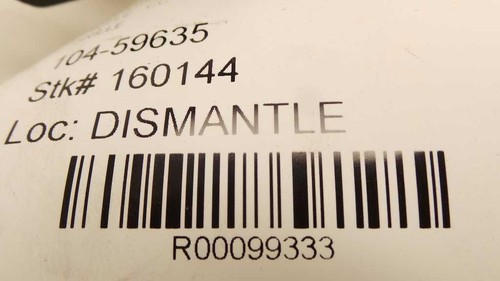 104-59635
Stk# 160144
Loc: DISMANTLE
R00099333